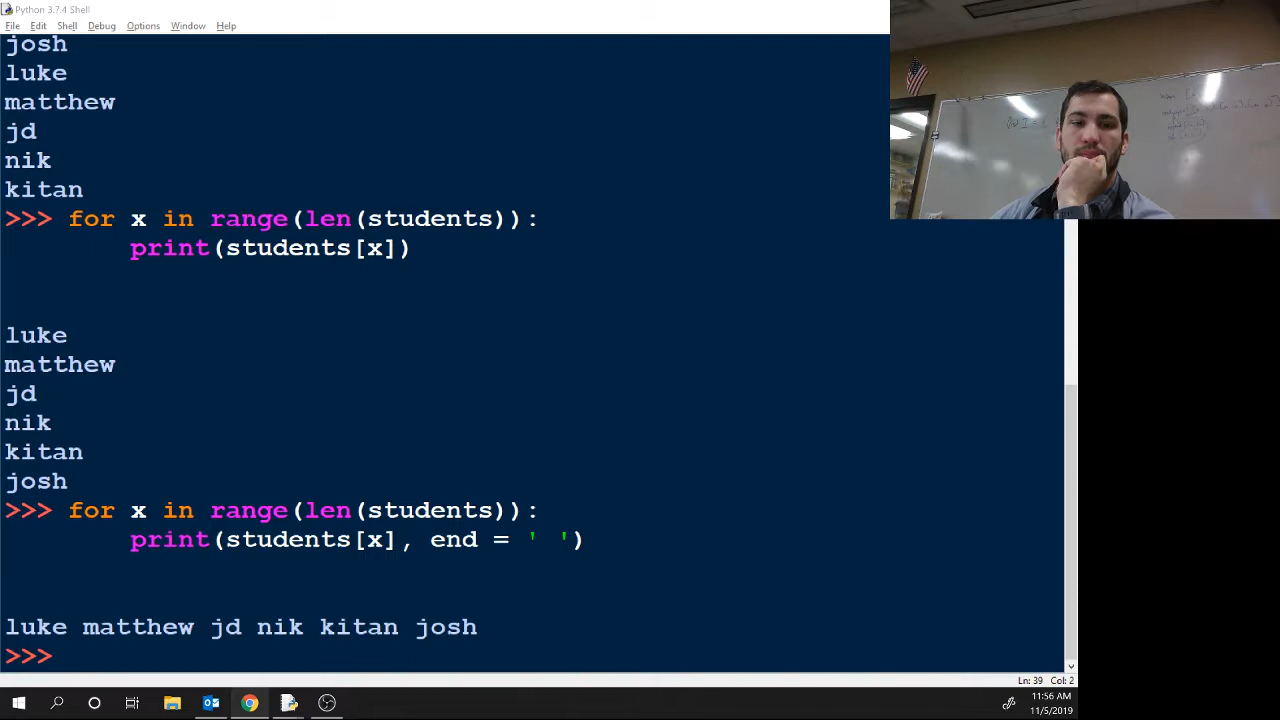 Python 3.7.4 Shell
File Edit Shell Debug Options Window Help
josh
luke
matthew
jd
nik
kitan
>>> for x in range(len(students)):
print(students[x])
luke
matthew
jd
nik
kitan
josh
>>> for x in range(len(students)):
print(students[x], end = ' ')
luke matthew jd nik kitan josh
>>>
Ln: 39 Col: 2
11:56 AM
11/5/2019